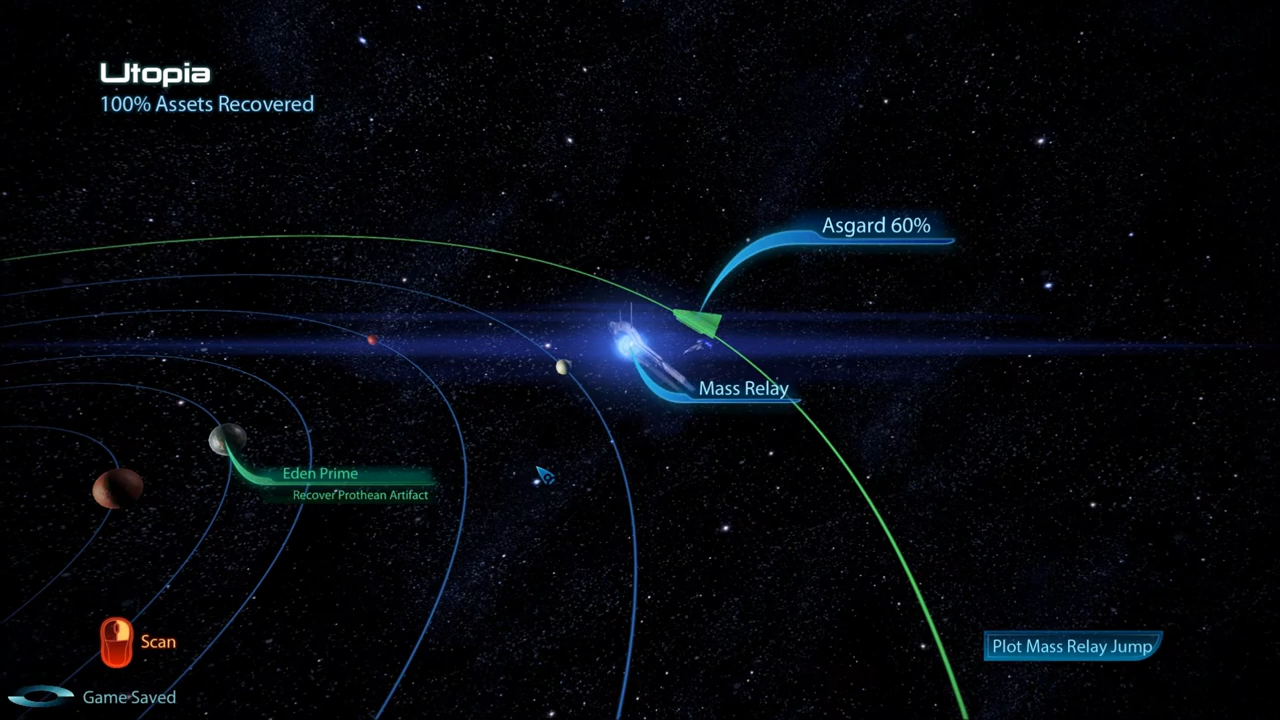 Utopia
100% Assets Recovered
Asgard 60%
Mass Relay
Eden Prime
Recover Prothean Artifact
Scan
Plot Mass Relay Jump
Game Saved